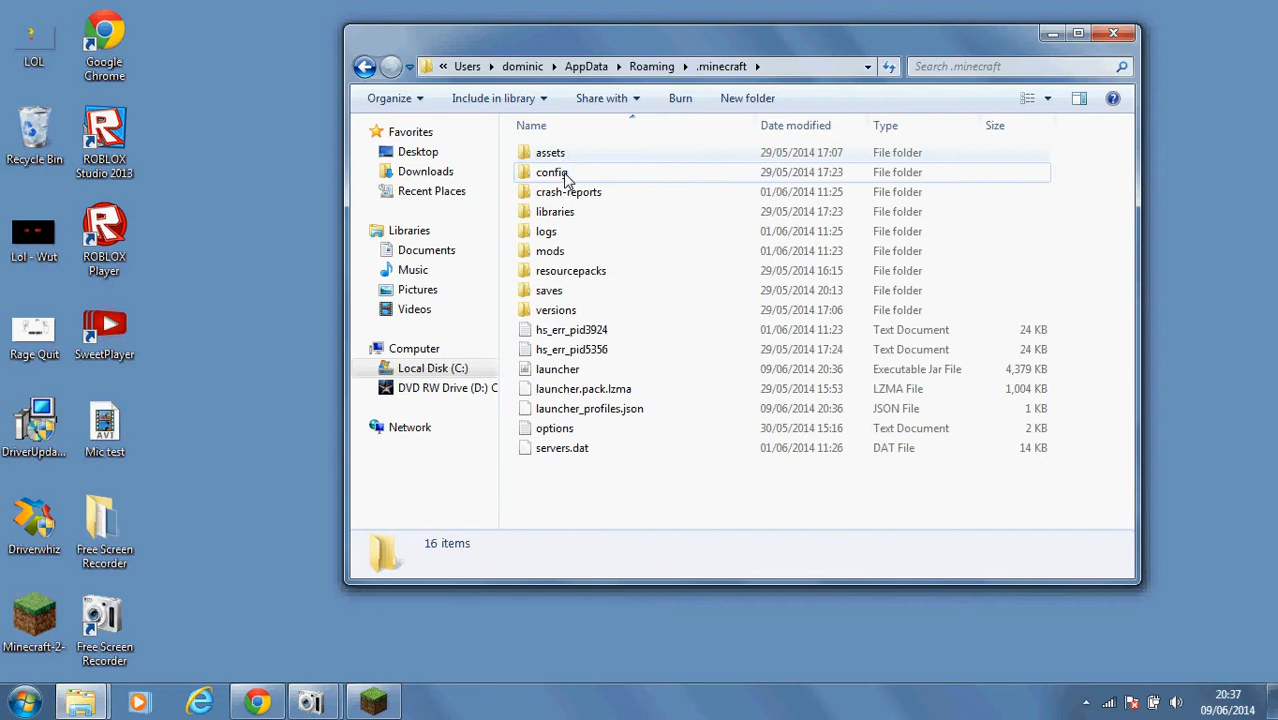 LOL
Google Chrome
Recycle Bin
ROBLOX Studio 2013
Lol - Wut
ROBLOX Player
Rage Quit
SweetPlayer
DriverUpda...
AVI
Mic test
Driverwhiz
Free Screen Recorder
Minecraft-2-
Free Screen Recorder
« Users dominic AppData Roaming .minecraft
Search .minecraft
Organize Include in library Share with Burn New folder
Favorites
Desktop
Downloads
Recent Places
Libraries
Documents
Music
Pictures
Videos
Computer
Local Disk (C:)
DVD RW Drive (D:) C
Network
Name Date modified Type Size
assets 29/05/2014 17:07 File folder
config 29/05/2014 17:23 File folder
crash-reports 01/06/2014 11:25 File folder
libraries 29/05/2014 17:23 File folder
logs 01/06/2014 11:25 File folder
mods 01/06/2014 11:23 File folder
resourcepacks 29/05/2014 16:15 File folder
saves 29/05/2014 20:13 File folder
versions 29/05/2014 17:06 File folder
hs_err_pid3924 01/06/2014 11:23 Text Document 24 KB
hs_err_pid5356 29/05/2014 17:24 Text Document 24 KB
launcher 09/06/2014 20:36 Executable Jar File 4,379 KB
launcher.pack.lzma 29/05/2014 15:53 LZMA File 1,004 KB
launcher_profiles.json 09/06/2014 20:36 JSON File 1 KB
options 30/05/2014 15:16 Text Document 2 KB
servers.dat 01/06/2014 11:26 DAT File 14 KB
16 items
20:37
09/06/2014